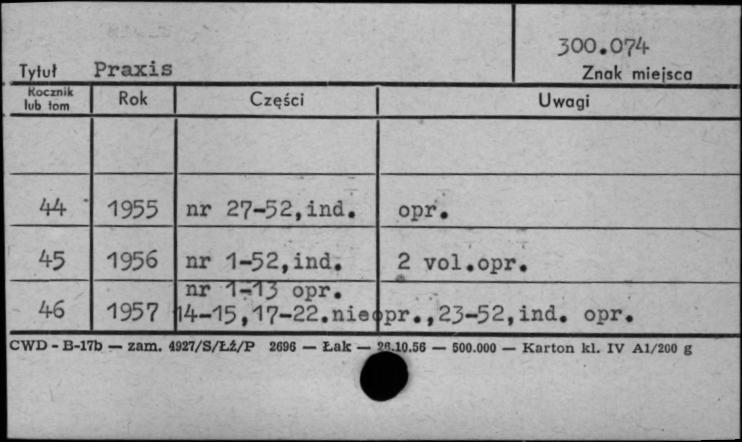 300.074
Tytuł Praxis Znak miejsca
Rocznik lub tom Rok Części Uwagi
44 1955 nr 27-52,ind. opr.
45 1956 nr 1-52,ind. 2 vol.opr.
nr 1-13 opr.
46 1957 14-15,17-22.nieopr.,23-52,ind. opr.
CWD - B-17b — zam. 4927/S/ŁŹ/P 2696 — Łak — 26.10.56 — 500.000 — Karton kl. IV A1/200 g